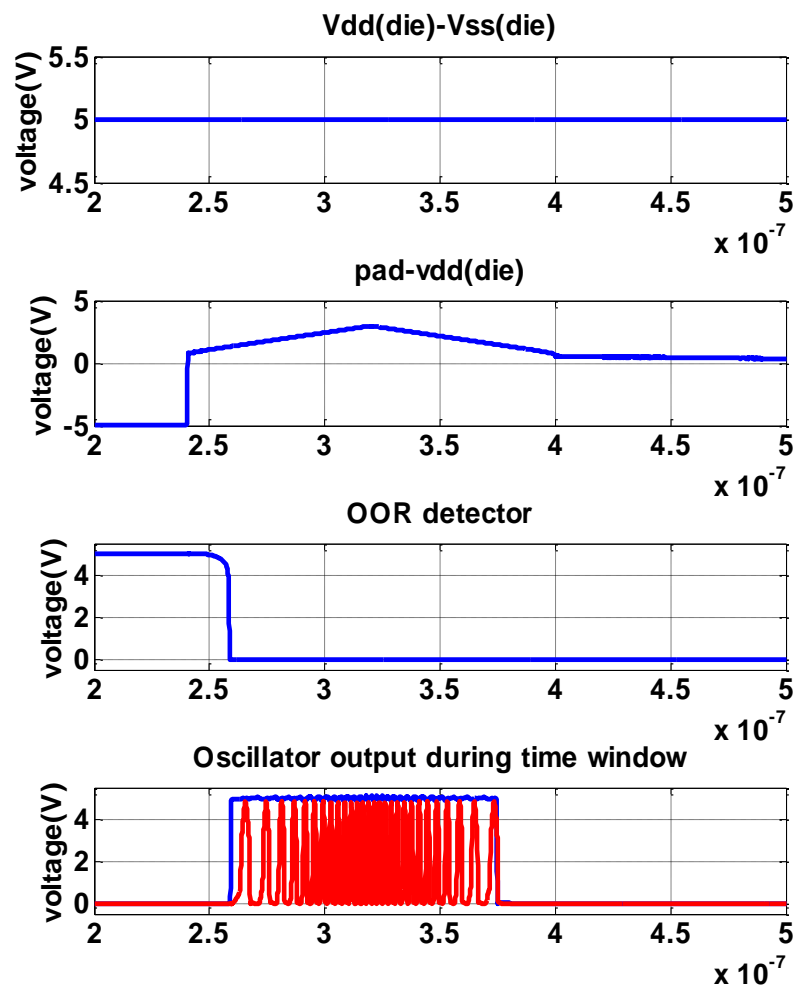 Vdd(die)-Vss(die)
voltage(V)
5.5
5
4.5
2 2.5 3 3.5 4 4.5 5
x 10-7
pad-vdd(die)
voltage(V)
5
0
-5
2 2.5 3 3.5 4 4.5 5
x 10-7
OOR detector
voltage(V)
4
2
0
2 2.5 3 3.5 4 4.5 5
x 10-7
Oscillator output during time window
voltage(V)
4
2
0
2 2.5 3 3.5 4 4.5 5
x 10-7